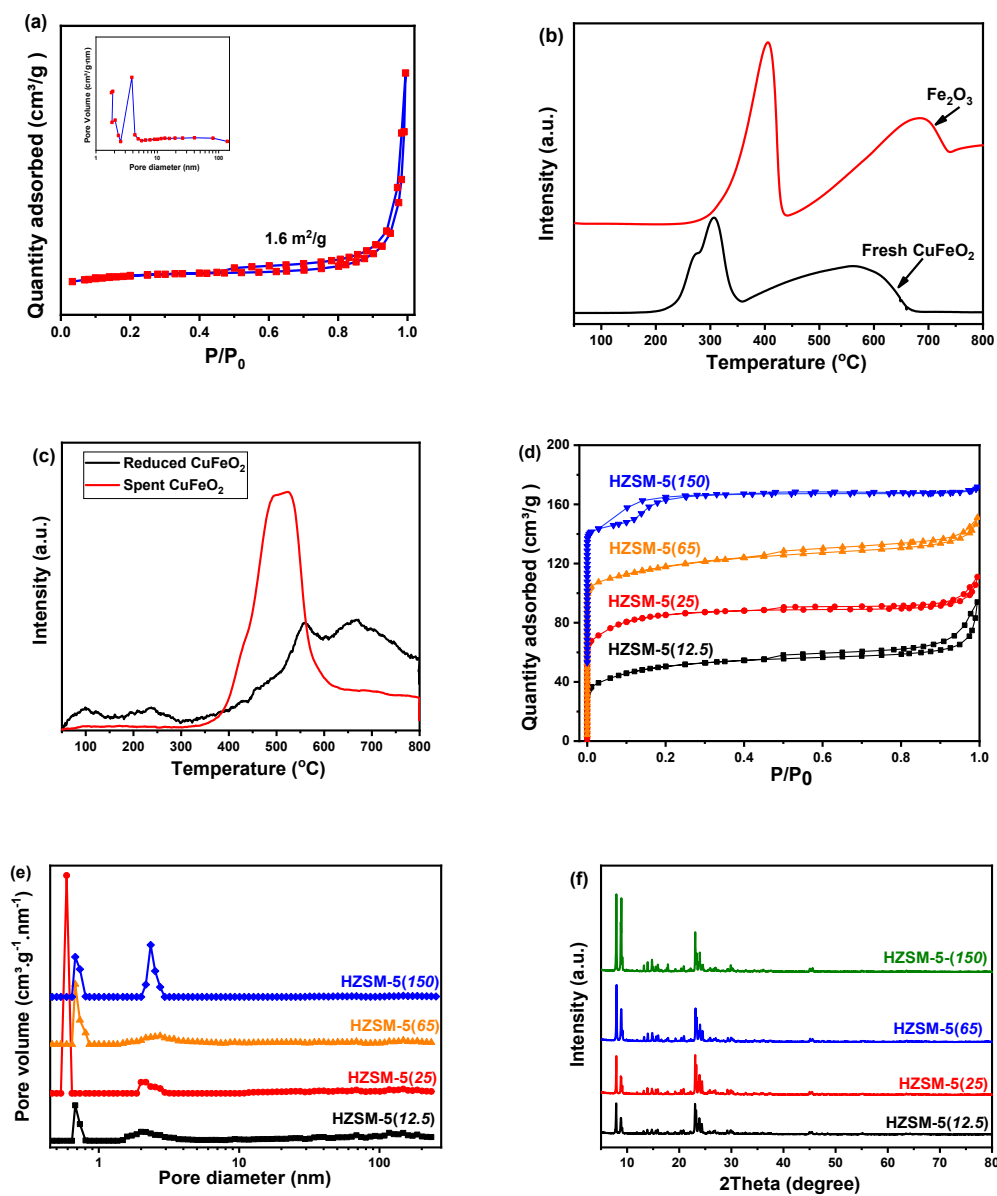 (a)
Quantity adsorbed (cm³/g)
Pore Volume (cm³/g·nm)
1 10 100
Pore diameter (nm)
1.6 m²/g
0.0 0.2 0.4 0.6 0.8 1.0
P/P₀
(b)
Intensity (a.u.)
Fe₂O₃
Fresh CuFeO₂
100 200 300 400 500 600 700 800
Temperature (°C)
(c)
Reduced CuFeO₂
Spent CuFeO₂
Intensity (a.u.)
100 200 300 400 500 600 700 800
Temperature (°C)
(d)
Quantity adsorbed (cm³/g)
200
160
120
80
40
0
HZSM-5(150)
HZSM-5(65)
HZSM-5(25)
HZSM-5(12.5)
0.0 0.2 0.4 0.6 0.8 1.0
P/P₀
(e)
Pore volume (cm³.g⁻¹.nm⁻¹)
HZSM-5(150)
HZSM-5(65)
HZSM-5(25)
HZSM-5(12.5)
1 10 100
Pore diameter (nm)
(f)
Intensity (a.u.)
HZSM-5-(150)
HZSM-5(65)
HZSM-5(25)
HZSM-5(12.5)
10 20 30 40 50 60 70 80
2Theta (degree)